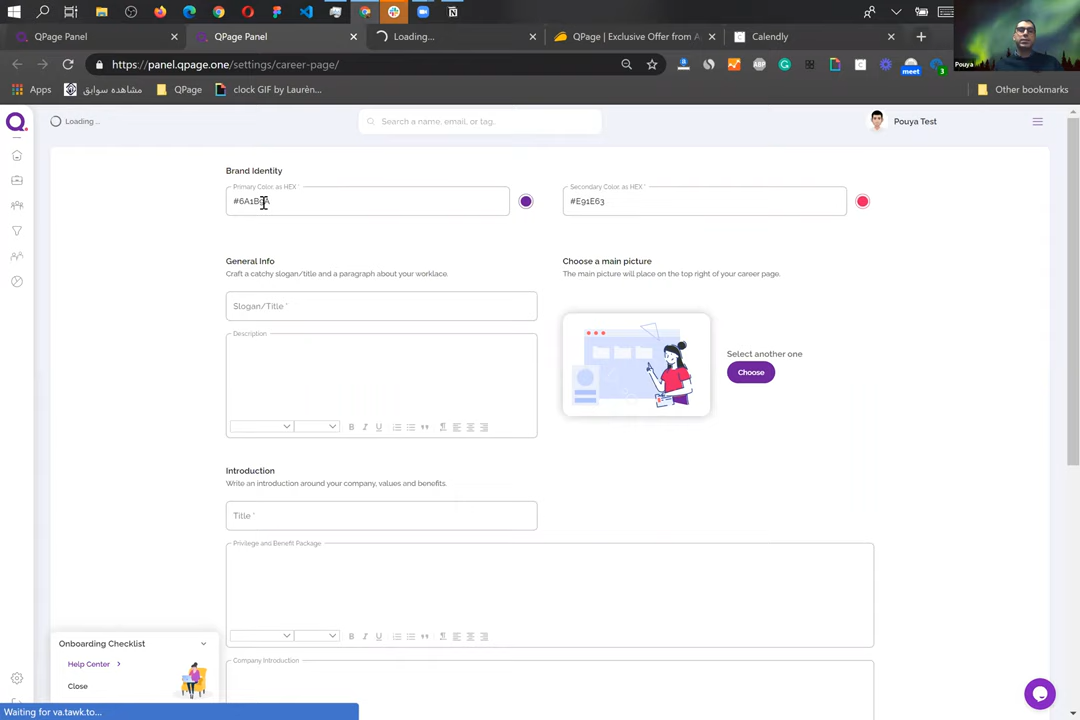 QPage Panel
QPage Panel
Loading...
QPage | Exclusive Offer from A
Calendly
Pouya
https://panel.qpage.one/settings/career-page/
ABP
meet
3
Apps
مشاهده سوابق
QPage
clock GIF by Laurên...
Other bookmarks
Q.
Loading ...
Search a name, email, or tag.
Pouya Test
Brand Identity
Primary Color, as HEX *
Secondary Color, as HEX *
#E91E63
General Info
Craft a catchy slogan/title and a paragraph about your worklace.
Choose a main picture
The main picture will place on the top right of your career page.
Slogan/Title *
Description
Select another one
Choose
B I U
Introduction
Write an introduction around your company, values and benefits.
Title *
Privilege and Benefit Package
B I U
Onboarding Checklist
Help Center
Close
Company Introduction
Waiting for va.tawk.to...